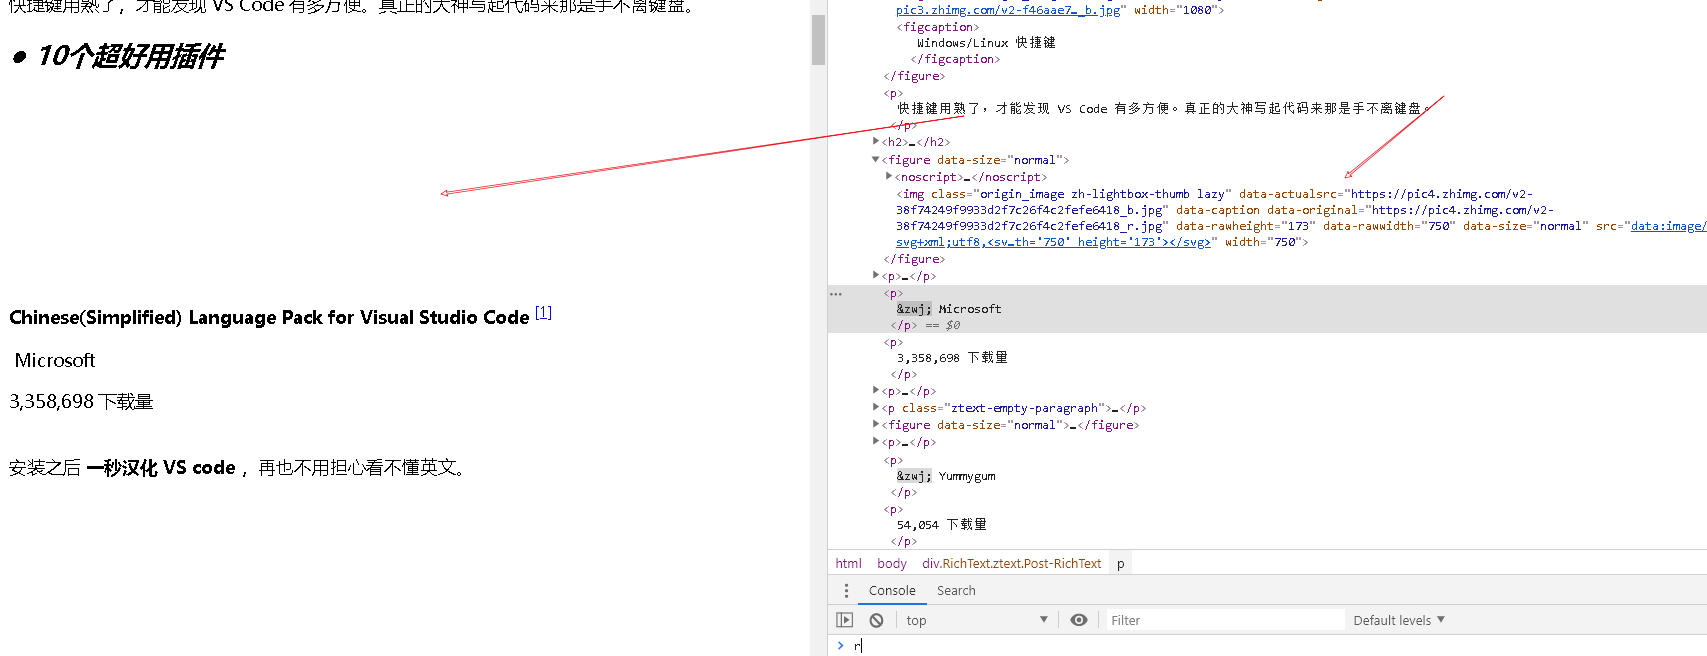 快捷键用熟了，才能发现 VS Code 有多方便。真正的大神写起代码来那是手不离键盘。
● 10个超好用插件
Chinese(Simplified) Language Pack for Visual Studio Code [1]
Microsoft
3,358,698 下载量
安装之后 一秒汉化 VS code ，再也不用担心看不懂英文。
pic3.zhimg.com/v2-f46aae7…_b.jpg" width="1080">
<figcaption>
Windows/Linux 快捷键
</figcaption>
</figure>
<p>
快捷键用熟了，才能发现 VS Code 有多方便。真正的大神写起代码来那是手不离键盘。
</p>
<h2>…</h2>
<figure data-size="normal">
<noscript>…</noscript>
<img class="origin_image zh-lightbox-thumb lazy" data-actualsrc="https://pic4.zhimg.com/v2-
38f74249f9933d2f7c26f4c2fefe6418_b.jpg" data-caption data-original="https://pic4.zhimg.com/v2-
38f74249f9933d2f7c26f4c2fefe6418_r.jpg" data-rawheight="173" data-rawwidth="750" data-size="normal" src="data:image/
svg+xml;utf8,<sv…th='750' height='173'></svg>" width="750">
</figure>
<p>…</p>
<p>
&zwj; Microsoft
</p> == $0
<p>
3,358,698 下载量
</p>
<p>…</p>
<p class="ztext-empty-paragraph">…</p>
<figure data-size="normal">…</figure>
<p>…</p>
<p>
&zwj; Yummygum
</p>
<p>
54,054 下载量
</p>
html body div.RichText.ztext.Post-RichText p
Console Search
top Filter Default levels ▼
> r